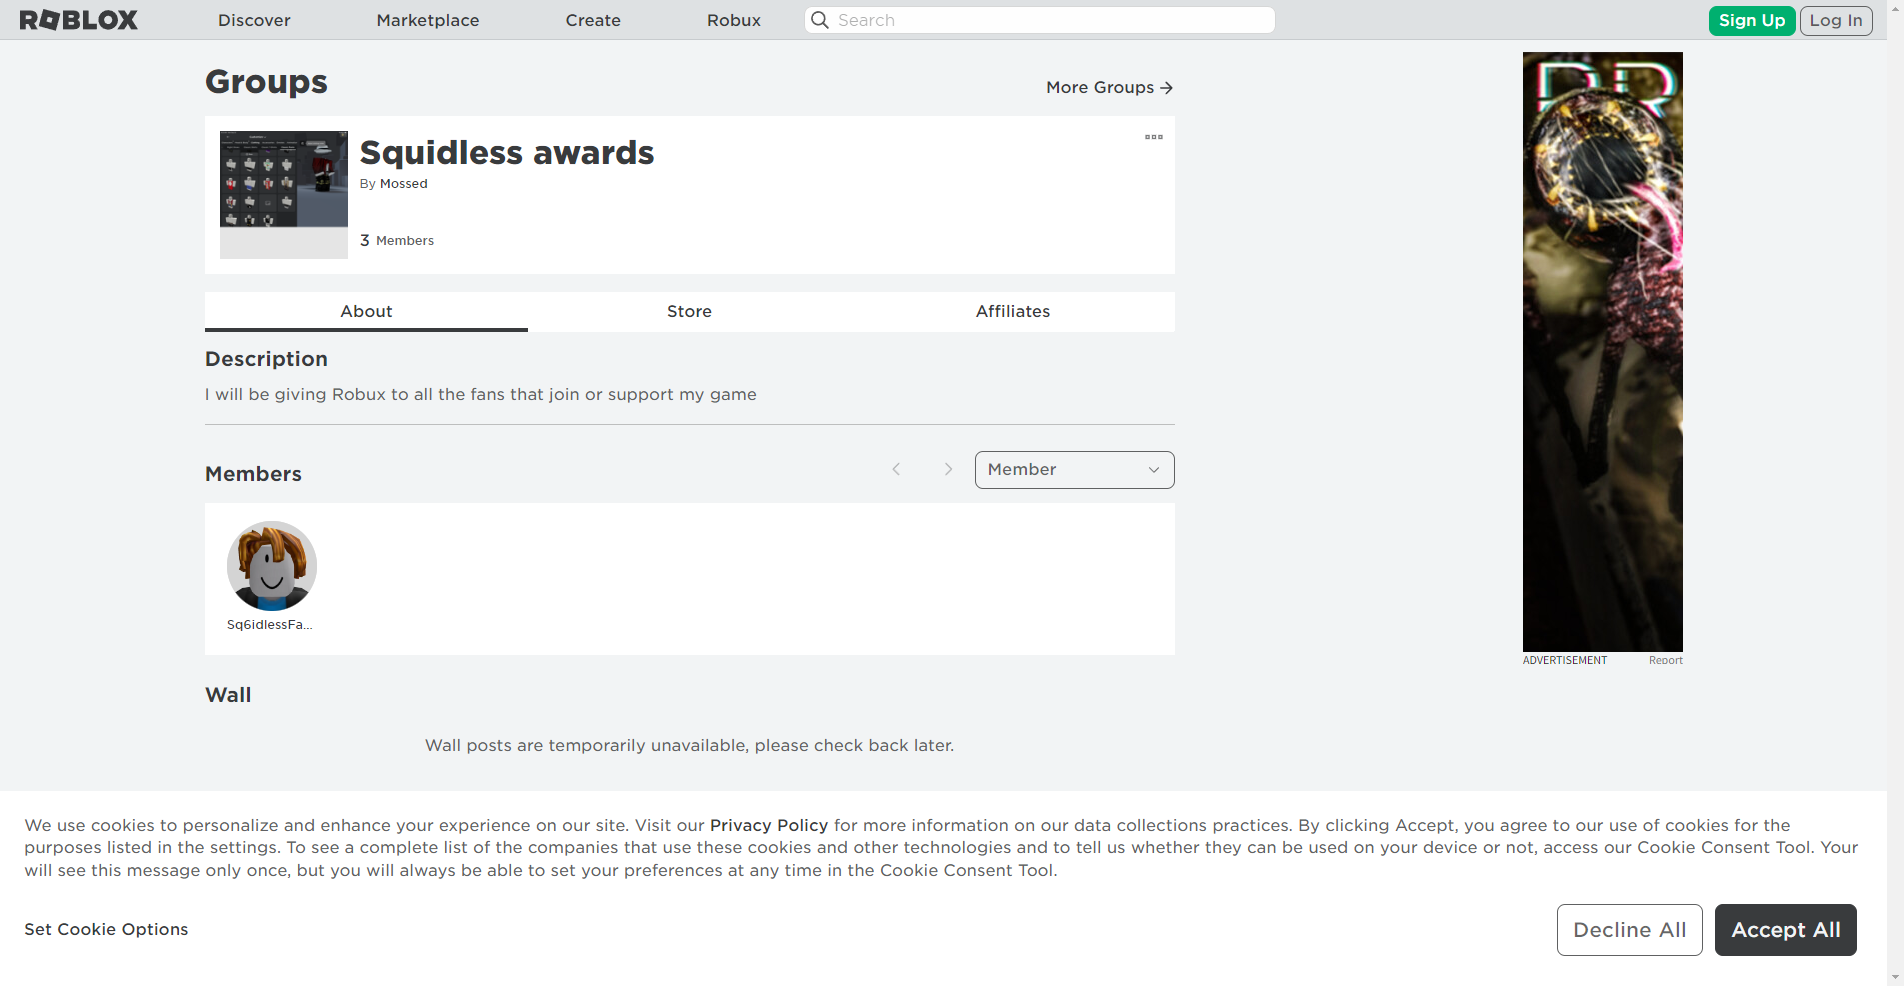 ROBLOX Discover Marketplace Create Robux Search Sign Up Log In
Groups
More Groups
Squidless awards
By Mossed
3 Members
About Store Affiliates
Description
I will be giving Robux to all the fans that join or support my game
Members
Member
Sq6idlessFa...
Wall
Wall posts are temporarily unavailable, please check back later.
ADVERTISEMENT Report
We use cookies to personalize and enhance your experience on our site. Visit our Privacy Policy for more information on our data collections practices. By clicking Accept, you agree to our use of cookies for the
purposes listed in the settings. To see a complete list of the companies that use these cookies and other technologies and to tell us whether they can be used on your device or not, access our Cookie Consent Tool. Your
will see this message only once, but you will always be able to set your preferences at any time in the Cookie Consent Tool.
Set Cookie Options
Decline All Accept All